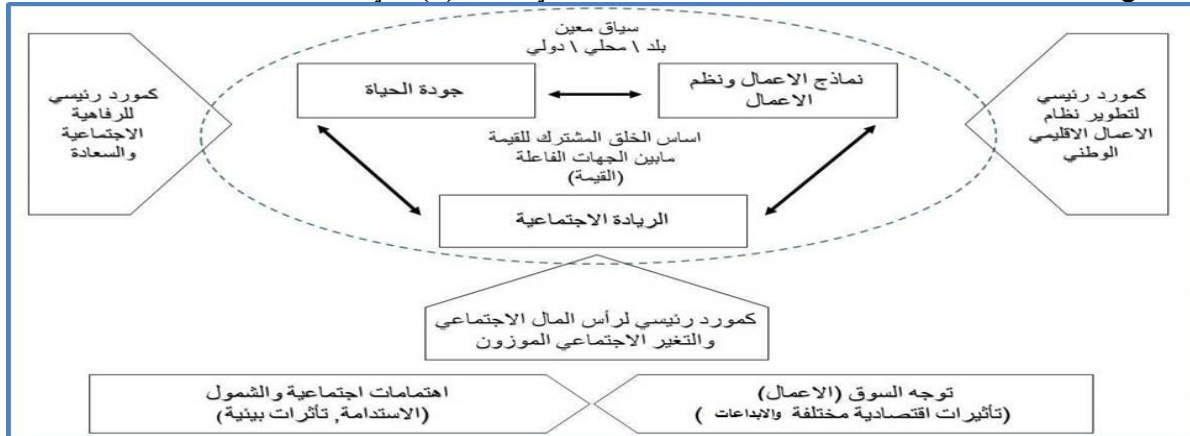 سياق معين
بلد \ محلي \ دولي
نماذج الاعمال ونظم
الاعمال
جودة الحياة
كمورد رئيسي
لتطوير نظام
الاعمال الاقليمي
الوطني
كمورد رئيسي
للرفاهية
الاجتماعية
والسعادة
اساس الخلق المشترك للقيمة
مابين الجهات الفاعلة
(القيمة)
الريادة الاجتماعية
كمورد رئيسي لرأس المال الاجتماعي
والتغير الاجتماعي الموزون
توجه السوق (الاعمال)
(تأثيرات اقتصادية مختلفة والابداعات )
اهتمامات اجتماعية والشمول
(الاستدامة, تأثرات بيئية)